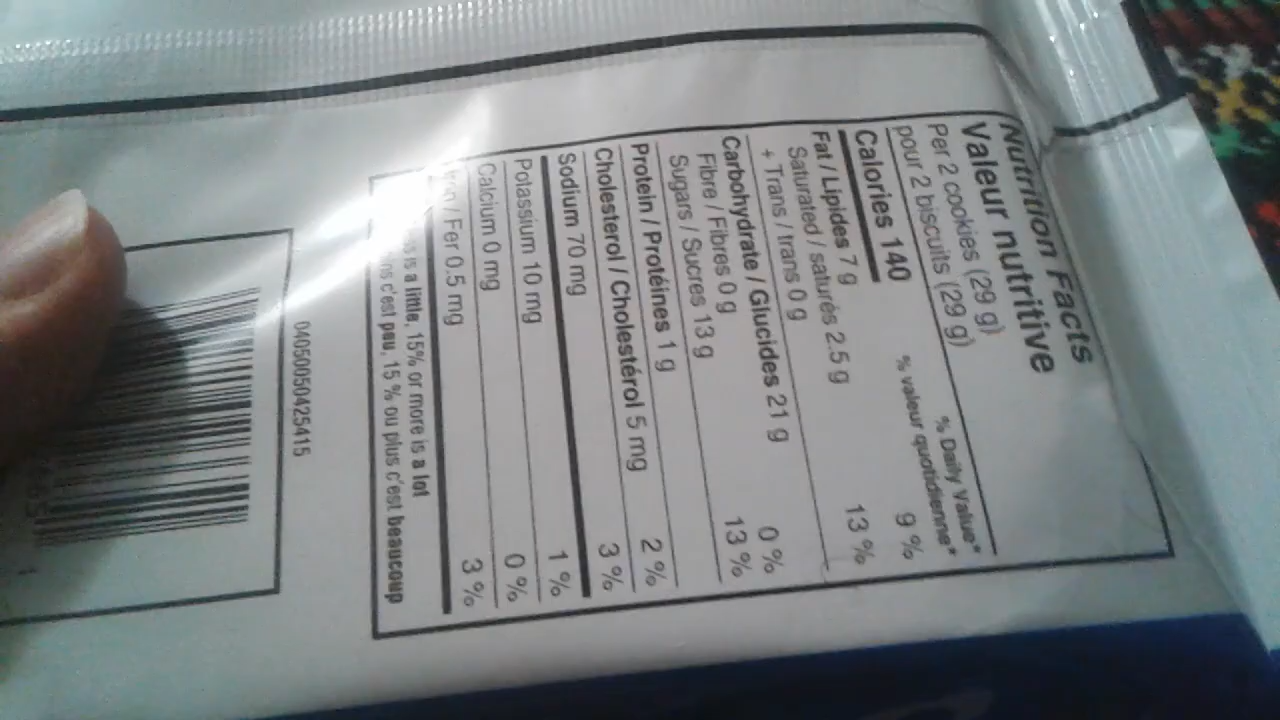 Nutrition Facts
Valeur nutritive
Per 2 cookies (29 g)
pour 2 biscuits (29 g)
% Daily Value*
% valeur quotidienne*
Calories 140
Fat / Lipides 7 g 9 %
Saturated / saturés 2.5 g 13 %
+ Trans / trans 0 g
Carbohydrate / Glucides 21 g
Fibre / Fibres 0 g 0 %
Sugars / Sucres 13 g 13 %
Protein / Protéines 1 g
Cholesterol / Cholestérol 5 mg 2 %
Sodium 70 mg 3 %
Potassium 10 mg 1 %
Calcium 0 mg 0 %
/ Fer 0.5 mg 3 %
is a little, 15% or more is a lot
c'est peu, 15 % ou plus c'est beaucoup
04050050425415